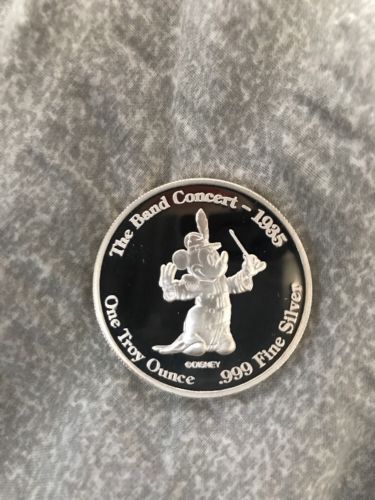 The Band Concert - 1935
©DISNEY
One Troy Ounce .999 Fine Silver